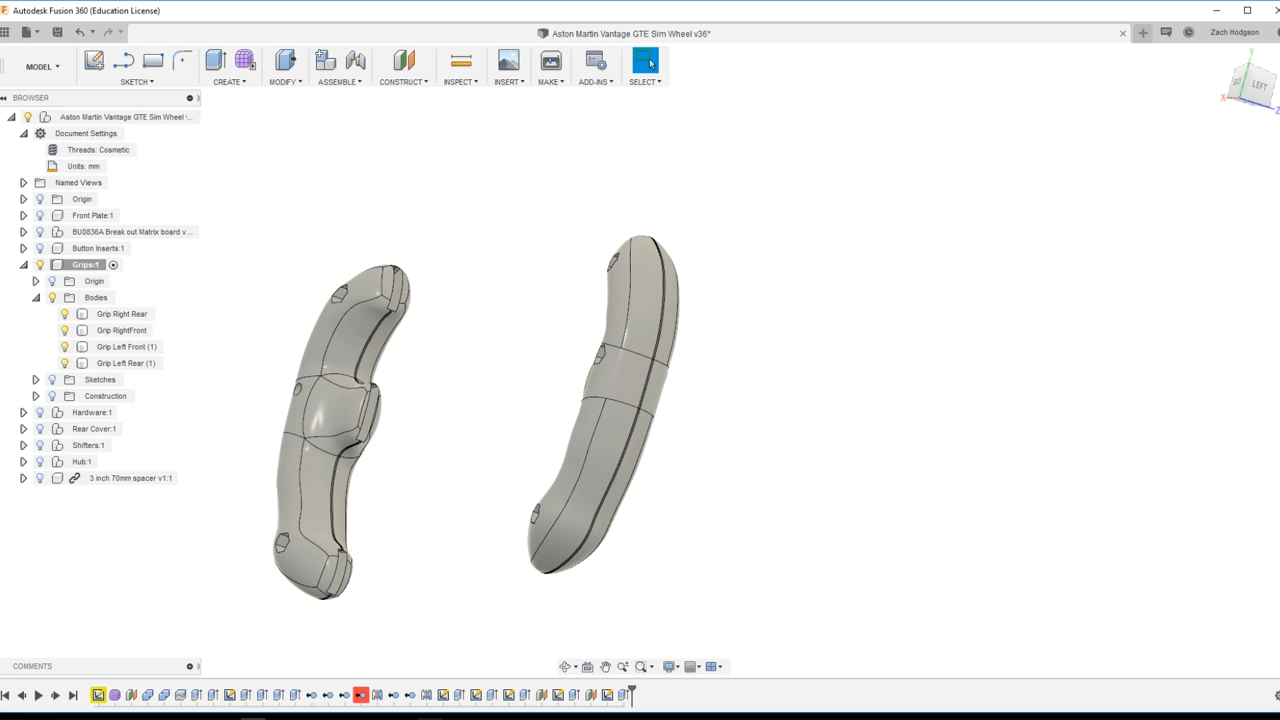 Autodesk Fusion 360 (Education License)
Aston Martin Vantage GTE Sim Wheel v36*
Zach Hodgson
MODEL
SKETCH
CREATE
MODIFY
ASSEMBLE
CONSTRUCT
INSPECT
INSERT
MAKE
ADD-INS
SELECT
Y
LEFT
X
Z
BROWSER
Aston Martin Vantage GTE Sim Wheel ...
Document Settings
Threads: Cosmetic
Units: mm
Named Views
Origin
Front Plate:1
BU0836A Break out Matrix board v...
Button Inserts:1
Grips:1
Origin
Bodies
Grip Right Rear
Grip RightFront
Grip Left Front (1)
Grip Left Rear (1)
Sketches
Construction
Hardware:1
Rear Cover:1
Shifters:1
Hub:1
3 inch 70mm spacer v1:1
COMMENTS